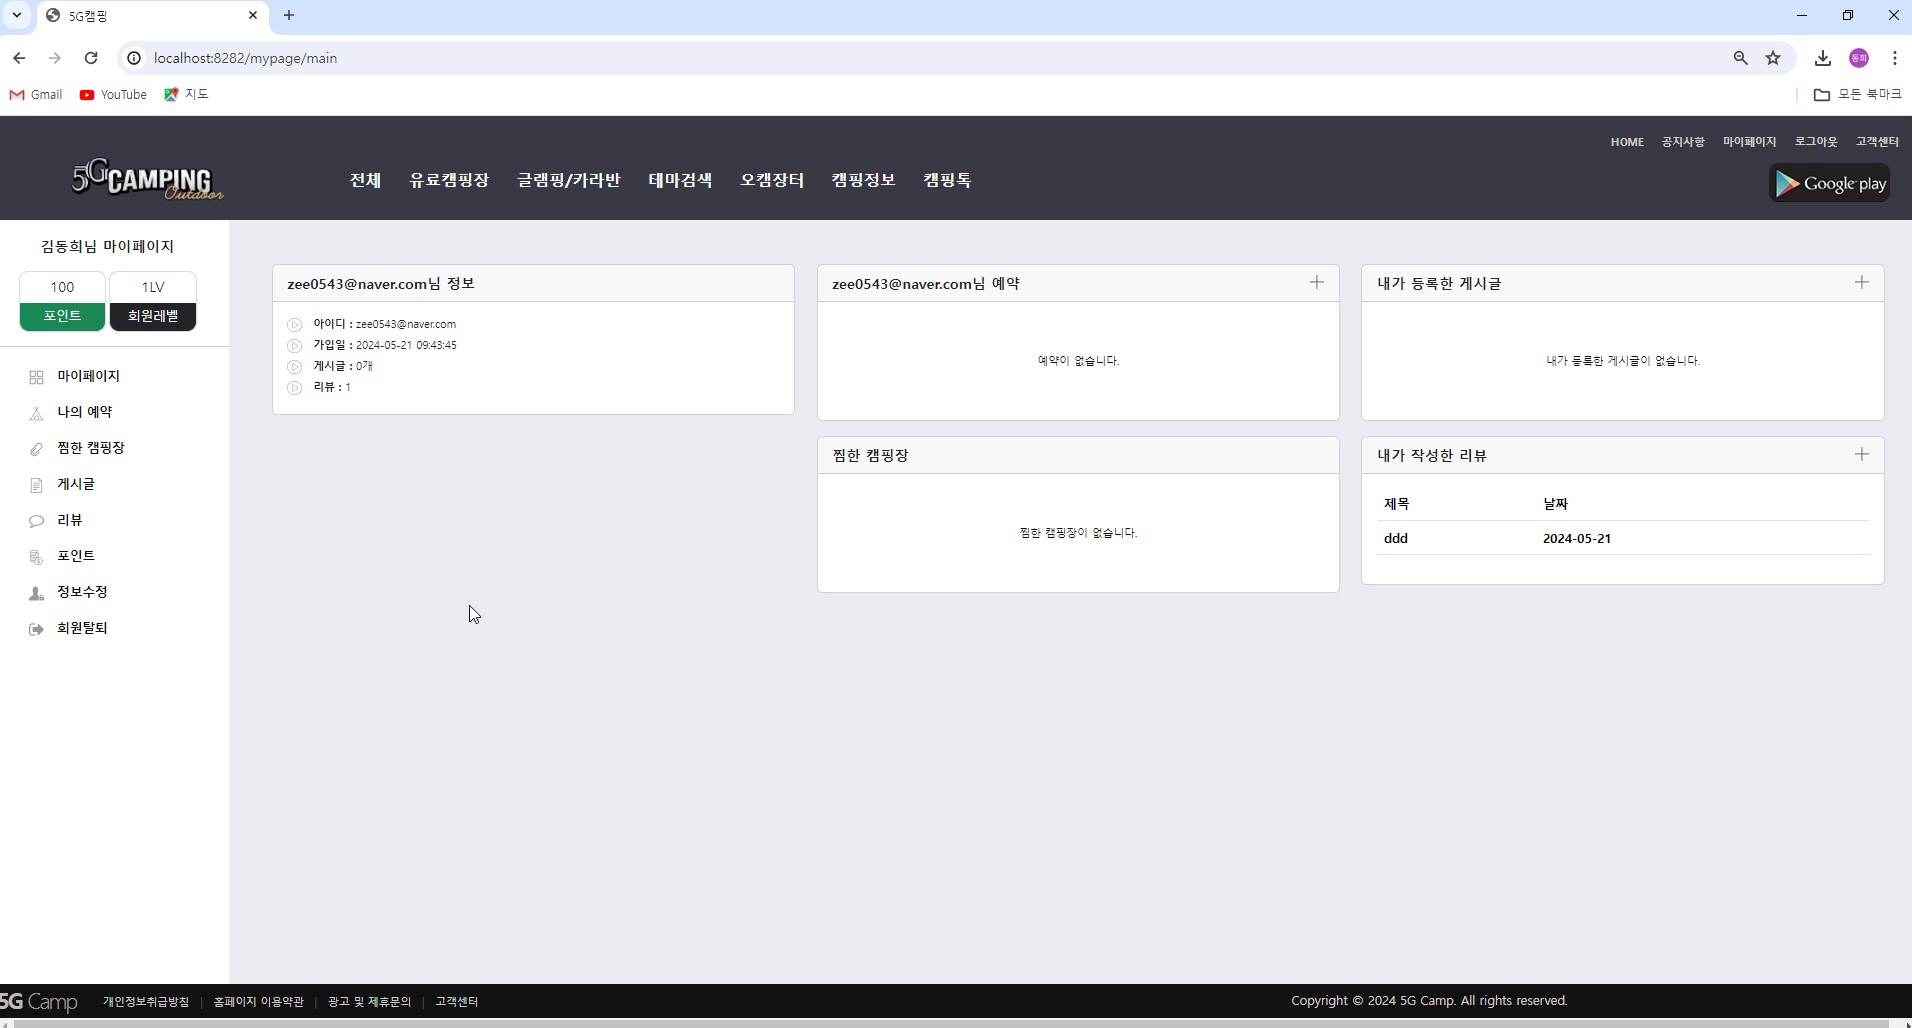 5G캠핑
localhost:8282/mypage/main
동희
Gmail YouTube 지도 모든 북마크
HOME 공지사항 마이페이지 로그아웃 고객센터
5G CAMPING Outdoor
전체 유료캠핑장 글램핑/카라반 테마검색 오캠장터 캠핑정보 캠핑톡
Google play
김동희님 마이페이지
100 1LV
포인트 회원레벨
마이페이지
나의 예약
찜한 캠핑장
게시글
리뷰
포인트
정보수정
회원탈퇴
zee0543@naver.com님 정보
아이디 : zee0543@naver.com
가입일 : 2024-05-21 09:43:45
게시글 : 0개
리뷰 : 1
zee0543@naver.com님 예약
예약이 없습니다.
내가 등록한 게시글
내가 등록한 게시글이 없습니다.
찜한 캠핑장
찜한 캠핑장이 없습니다.
내가 작성한 리뷰
제목 날짜
ddd 2024-05-21
5G Camp 개인정보취급방침 | 홈페이지 이용약관 | 광고 및 제휴문의 | 고객센터
Copyright © 2024 5G Camp. All rights reserved.